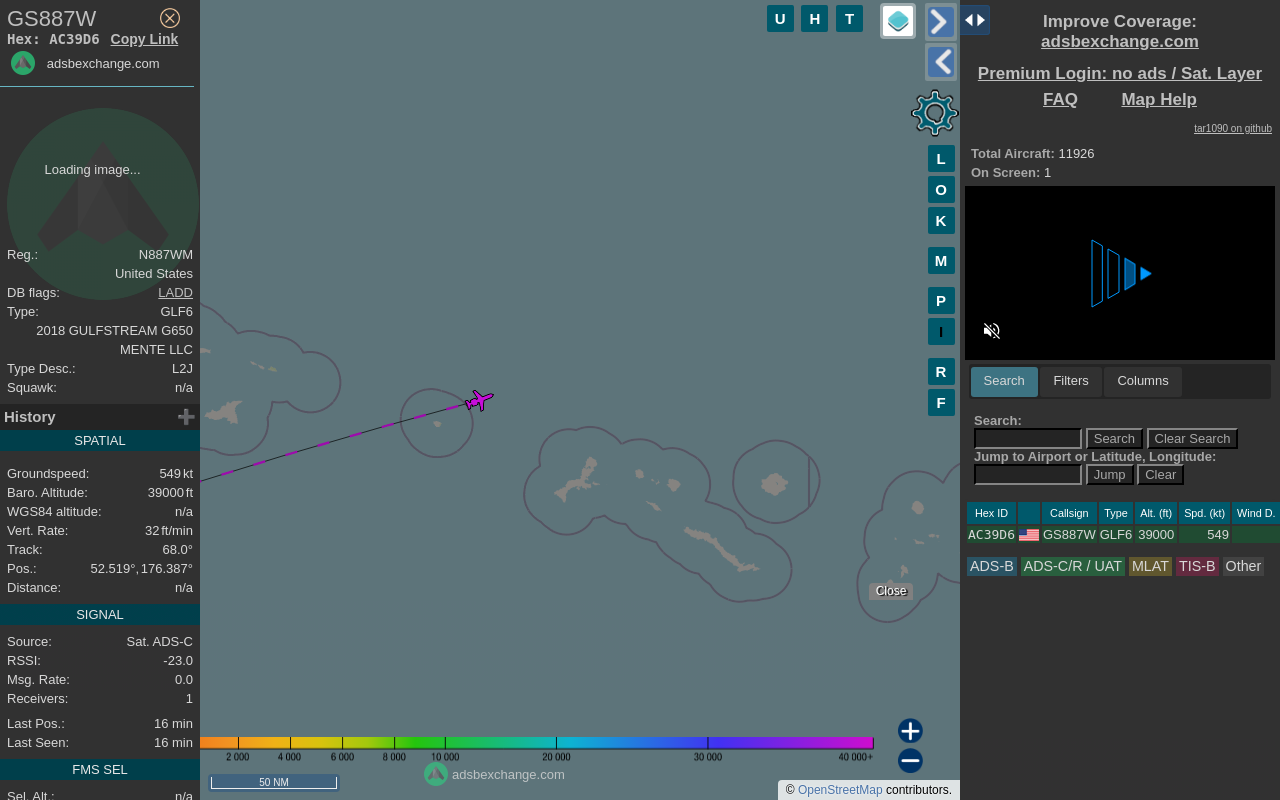 GS887W
Hex: AC39D6 Copy Link
adsbexchange.com
Loading image...
Reg.: N887WM
United States
DB flags: LADD
Type: GLF6
2018 GULFSTREAM G650
MENTE LLC
Type Desc.: L2J
Squawk: n/a
History
SPATIAL
Groundspeed: 549 kt
Baro. Altitude: 39000 ft
WGS84 altitude: n/a
Vert. Rate: 32 ft/min
Track: 68.0°
Pos.: 52.519°, 176.387°
Distance: n/a
SIGNAL
Source: Sat. ADS-C
RSSI: -23.0
Msg. Rate: 0.0
Receivers: 1
Last Pos.: 16 min
Last Seen: 16 min
FMS SEL
Sel. Alt.: n/a
U H T
L
O
K
M
P
I
R
F
Close
2 000 4 000 6 000 8 000 10 000 20 000 30 000 40 000+
adsbexchange.com
50 NM
© OpenStreetMap contributors.
Improve Coverage:
adsbexchange.com
Premium Login: no ads / Sat. Layer
FAQ Map Help
tar1090 on github
Total Aircraft: 11926
On Screen: 1
Search Filters Columns
Search:
Search Clear Search
Jump to Airport or Latitude, Longitude:
Jump Clear
Hex ID Callsign Type Alt. (ft) Spd. (kt) Wind D.
AC39D6 GS887W GLF6 39000 549
ADS-B ADS-C/R / UAT MLAT TIS-B Other